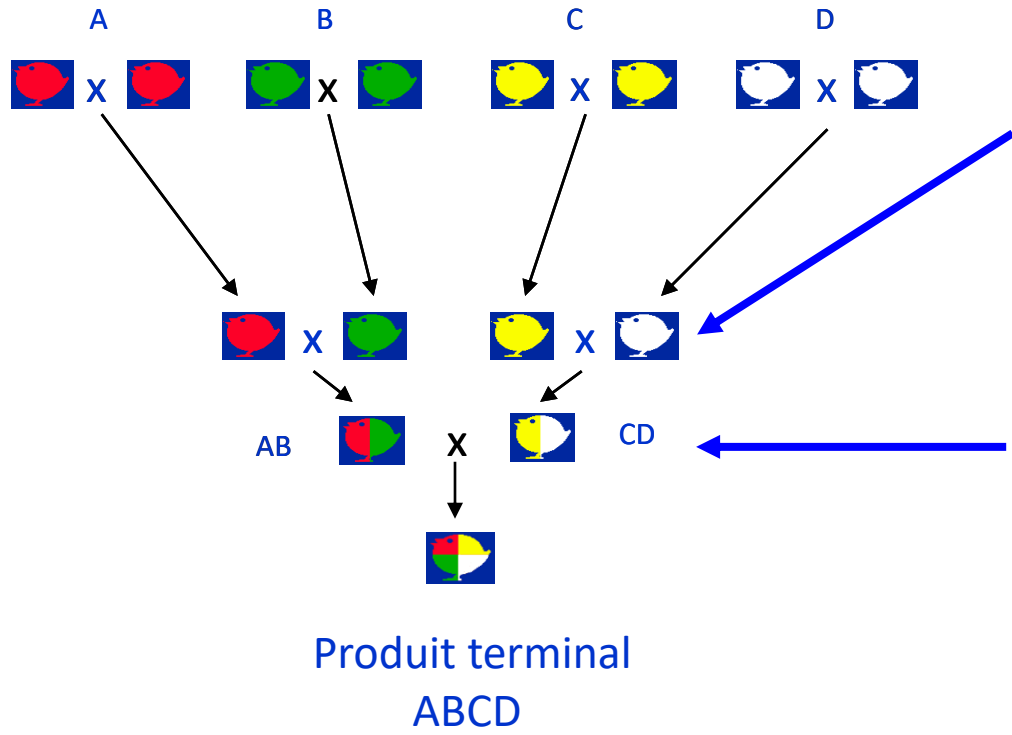 A B C D
X X X X
X X
AB X CD
Produit terminal
ABCD